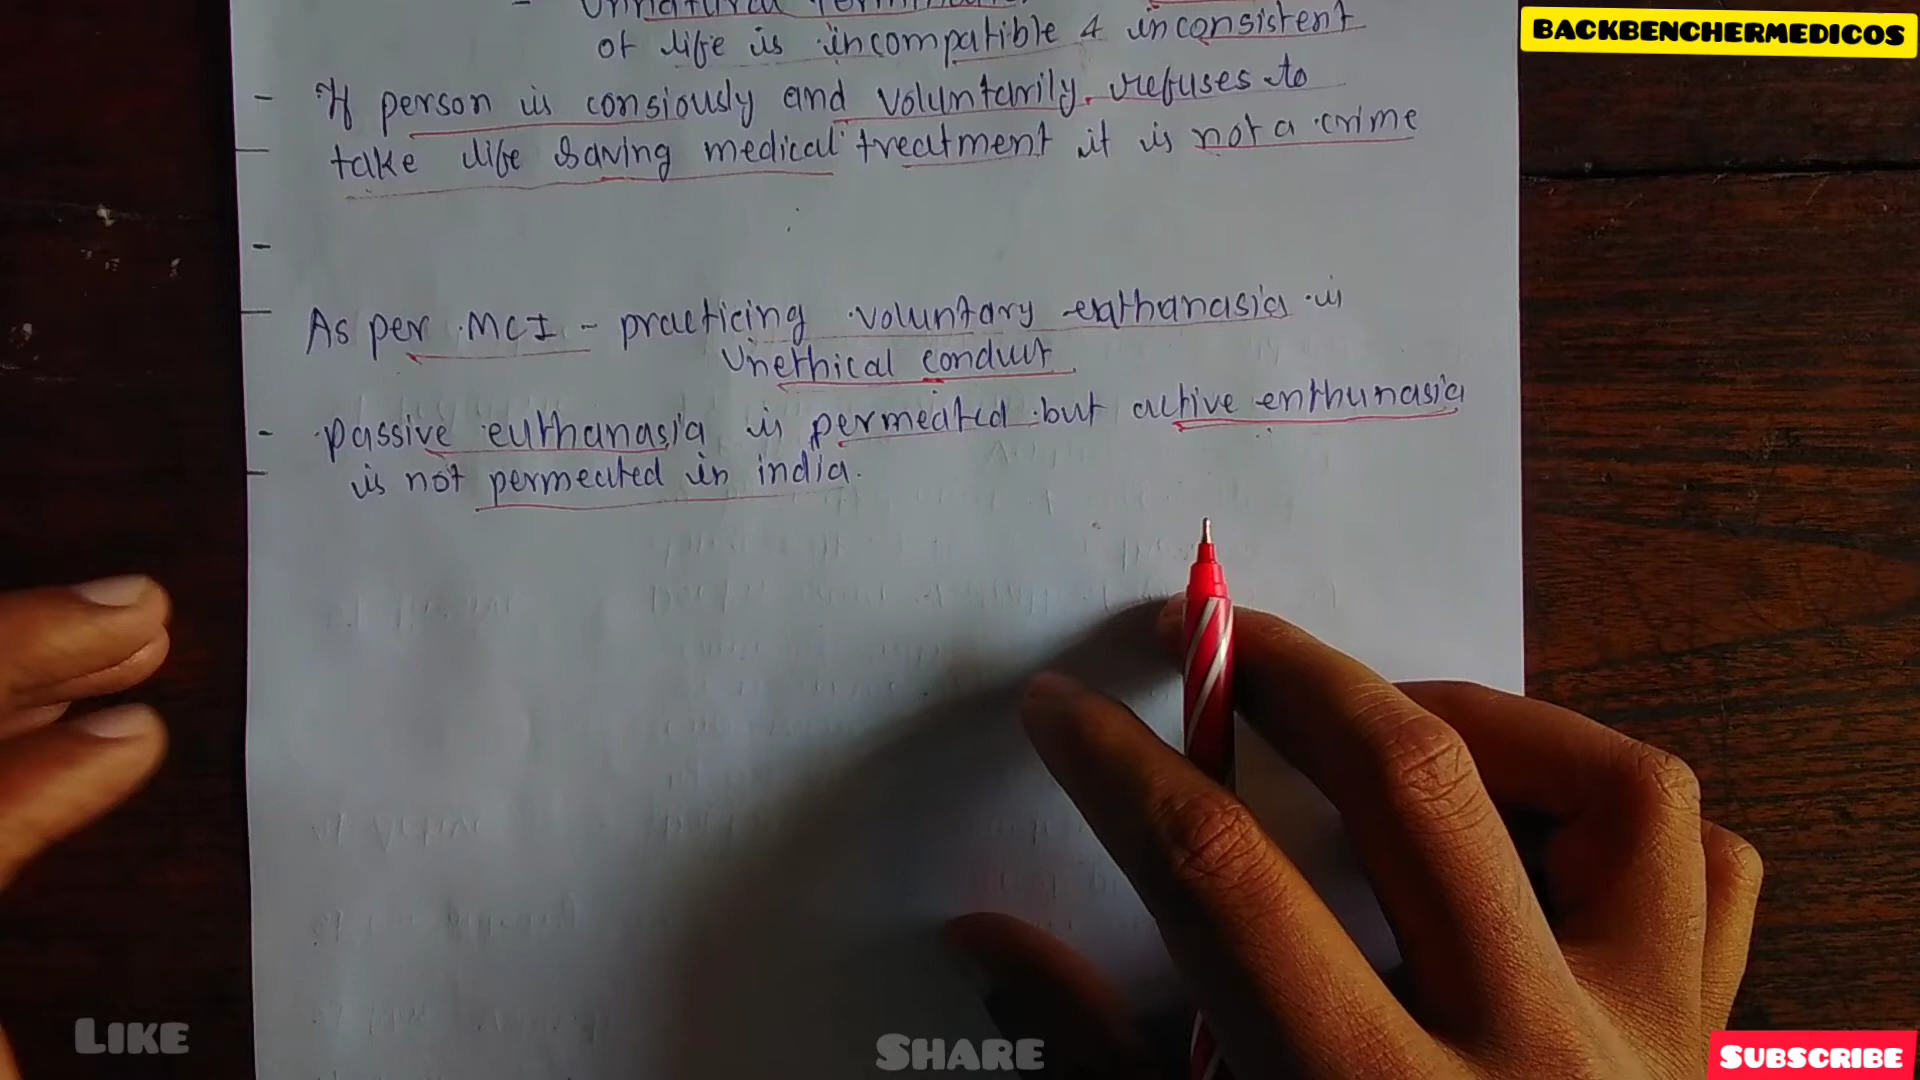 BACKBENCHERMEDICOS
- Unnatural
of life is incompatible & inconsistent
- If person is consiously and voluntarily refuses to
take life saving medical treatment it is not a crime
-
As per MCI - practicing voluntary euthanasia is
Unethical conduct
- passive euthanasia is permeated but active enthunasia
is not permeated in india.
LIKE
SHARE
SUBSCRIBE